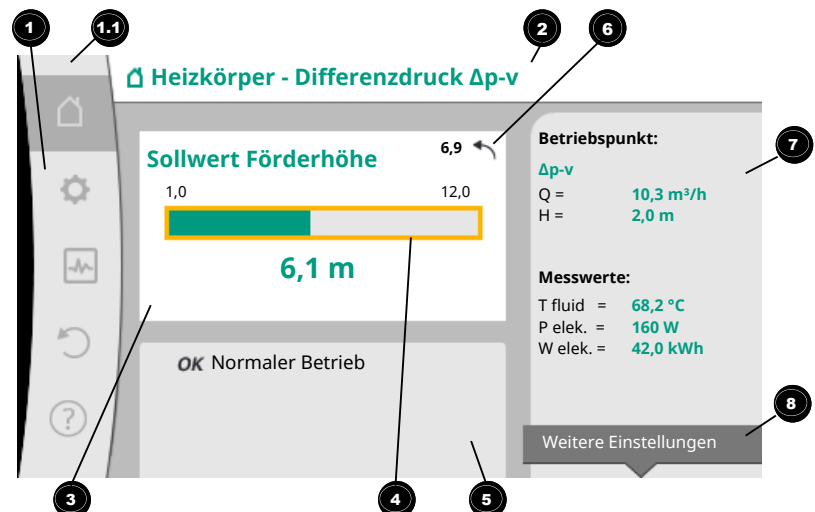 1
1.1
2
6
Heizkörper - Differenzdruck Δp-v
Sollwert Förderhöhe
6,9
1,0
12,0
6,1 m
OK Normaler Betrieb
Betriebspunkt:
Δp-v
Q = 10,3 m³/h
H = 2,0 m
Messwerte:
T fluid = 68,2 °C
P elek. = 160 W
W elek. = 42,0 kWh
Weitere Einstellungen
7
8
?
3
4
5